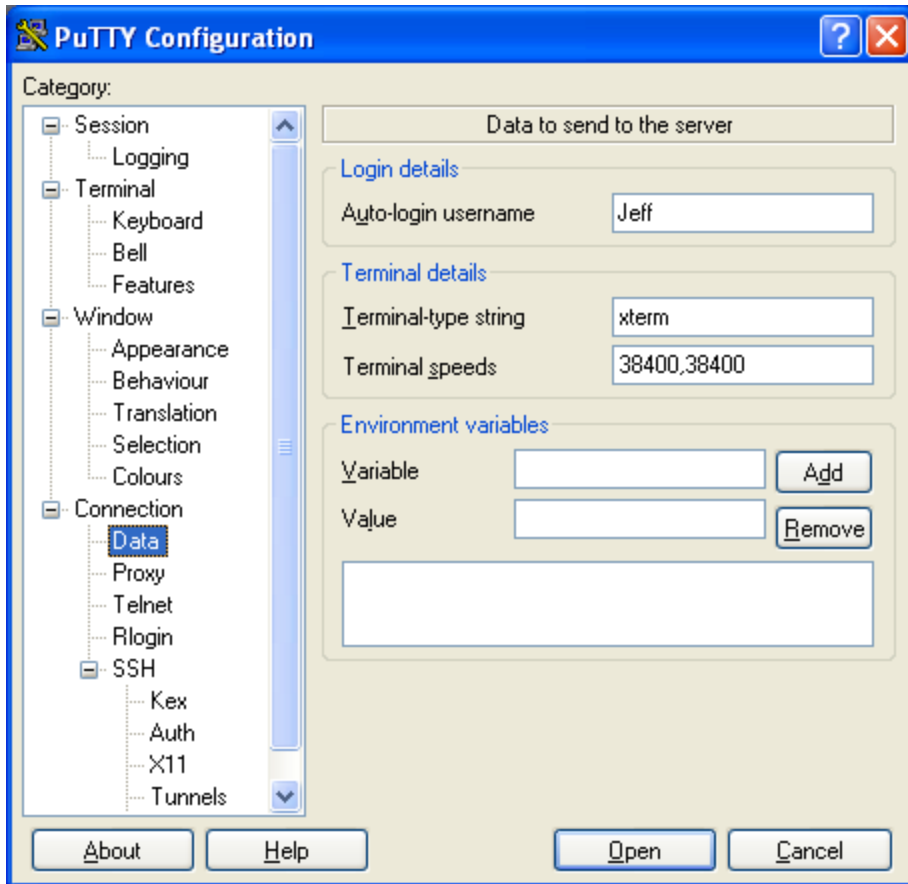 PuTTY Configuration
Category:
Session
Logging
Terminal
Keyboard
Bell
Features
Window
Appearance
Behaviour
Translation
Selection
Colours
Connection
Data
Proxy
Telnet
Rlogin
SSH
Kex
Auth
X11
Tunnels
Data to send to the server
Login details
Auto-login username Jeff
Terminal details
Terminal-type string xterm
Terminal speeds 38400,38400
Environment variables
Variable Add
Value Remove
About Help Open Cancel